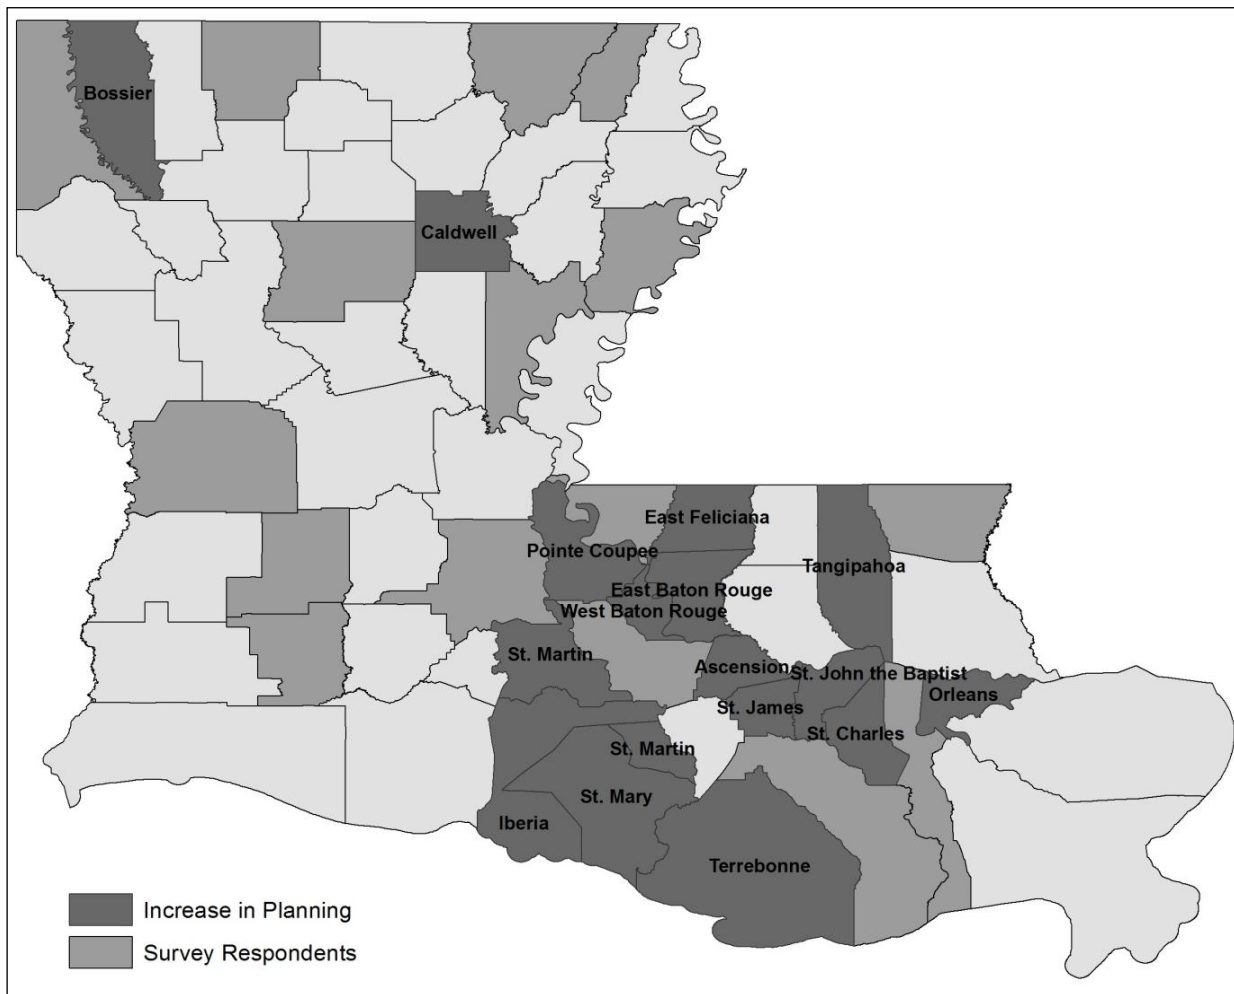 Bossier
Caldwell
East Feliciana
Pointe Coupee
Tangipahoa
East Baton Rouge
West Baton Rouge
St. Martin
Ascension
St. John the Baptist
Orleans
St. James
St. Charles
St. Martin
St. Mary
Iberia
Terrebonne
Increase in Planning
Survey Respondents